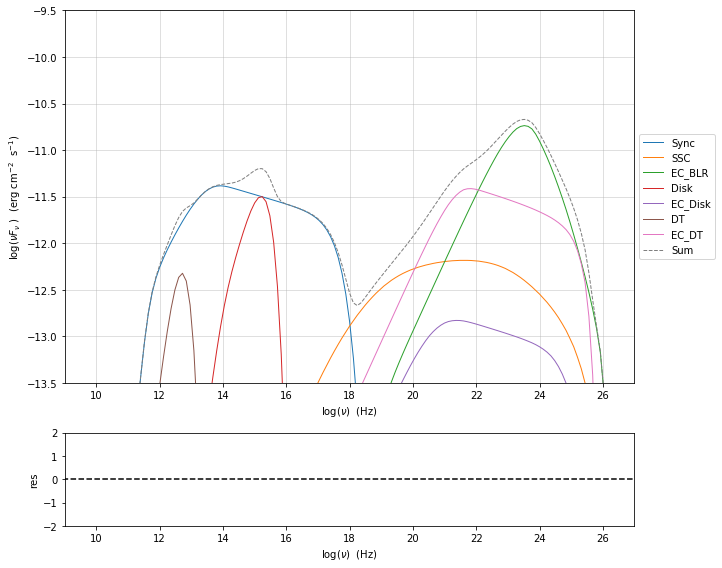 −9.5
−10.0
−10.5
−11.0
−11.5
−12.0
−12.5
−13.0
−13.5
log(νF_ν ) (erg cm⁻² s⁻¹)
10 12 14 16 18 20 22 24 26
log(ν) (Hz)
Sync
SSC
EC_BLR
Disk
EC_Disk
DT
EC_DT
Sum
2
1
0
−1
−2
res
10 12 14 16 18 20 22 24 26
log(ν) (Hz)